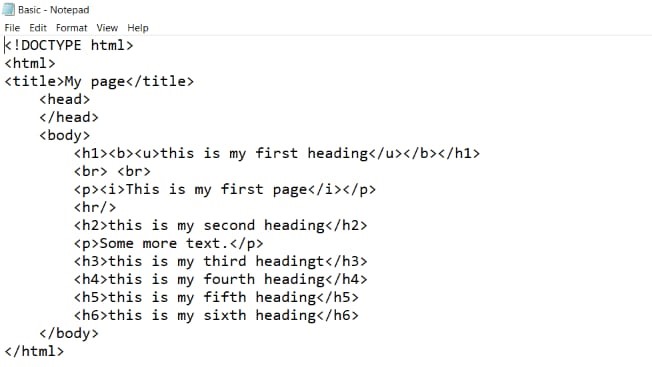 Basic - Notepad
File Edit Format View Help
<!DOCTYPE html>
<html>
<title>My page</title>
<head>
</head>
<body>
<h1><b><u>this is my first heading</u></b></h1>
<br> <br>
<p><i>This is my first page</i></p>
<hr/>
<h2>this is my second heading</h2>
<p>Some more text.</p>
<h3>this is my third headingt</h3>
<h4>this is my fourth heading</h4>
<h5>this is my fifth heading</h5>
<h6>this is my sixth heading</h6>
</body>
</html>